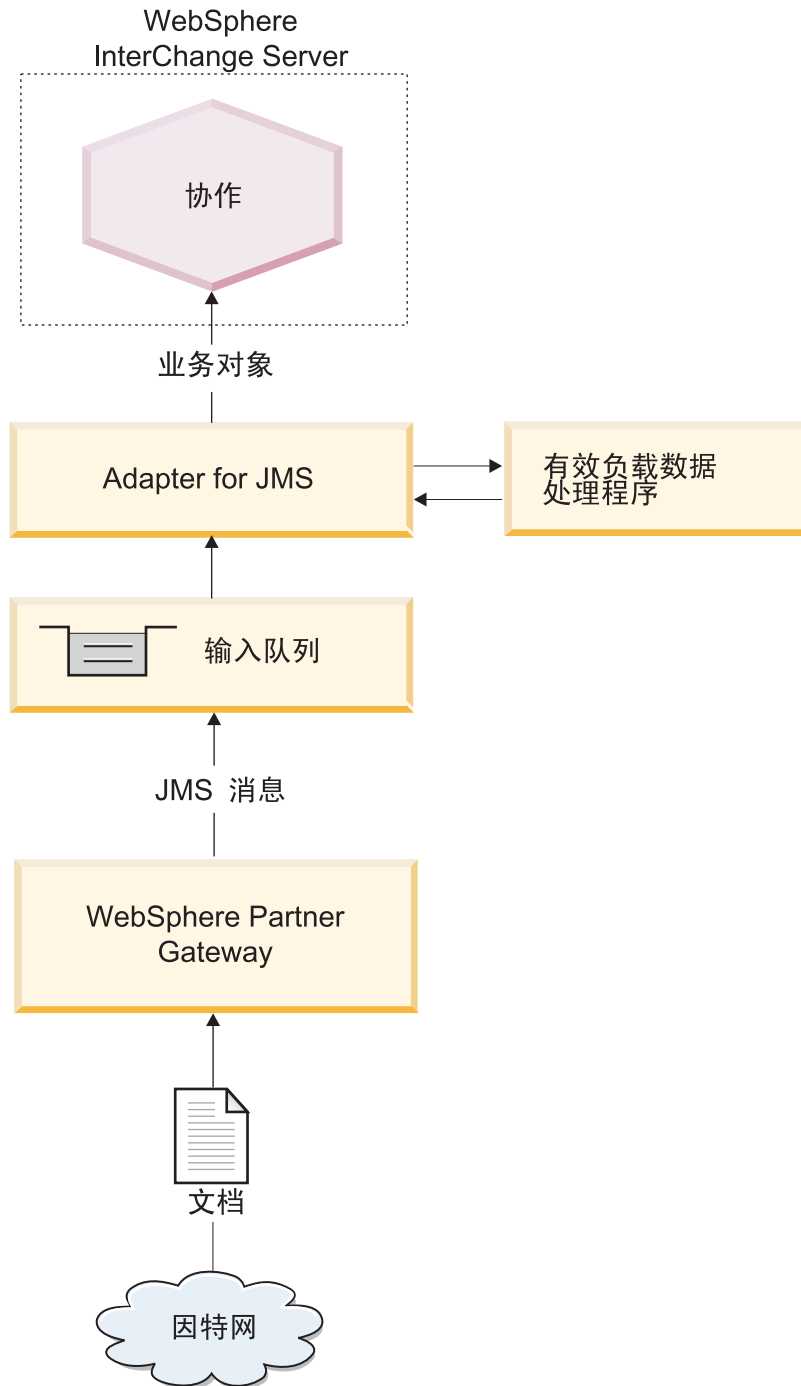 WebSphere
InterChange Server
协作
业务对象
Adapter for JMS
有效负载数据
处理程序
输入队列
JMS 消息
WebSphere Partner
Gateway
文档
因特网